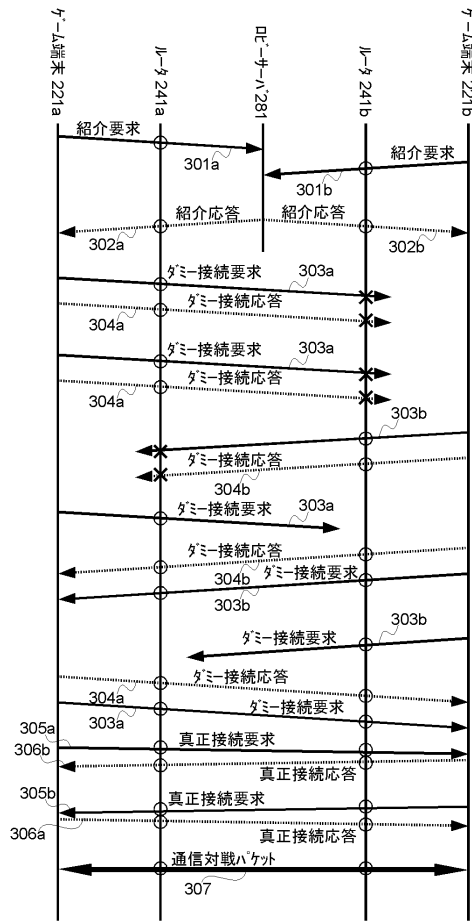 ゲーム端末 221a
ルータ 241a
ロビーサーバ 281
ルータ 241b
ゲーム端末 221b
紹介要求
301a
紹介要求
301b
紹介応答
紹介応答
302a
302b
ダミー接続要求
303a
ダミー接続応答
304a
ダミー接続要求
303a
ダミー接続応答
304a
303b
ダミー接続応答
304b
ダミー接続要求
303a
ダミー接続応答
304b
ダミー接続要求
303b
ダミー接続要求
303b
ダミー接続応答
304a
303a
ダミー接続要求
305a
真正接続要求
306b
真正接続応答
305b
真正接続要求
306a
真正接続応答
通信対戦パケット
307